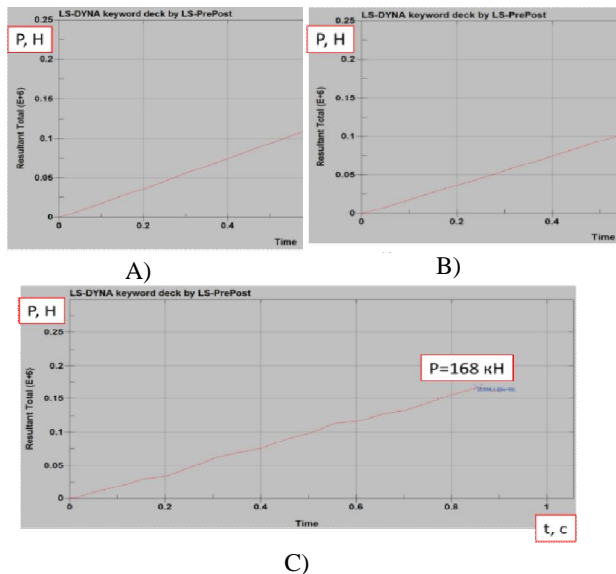 LS-DYNA keyword deck by LS-PrePost
P, H
Resultant Total (E+6)
0.25
0.2
0.15
0.1
0.05
0
0
0.2
0.4
Time
A)
LS-DYNA keyword deck by LS-PrePost
P, H
Resultant Total (E+6)
0.25
0.2
0.15
0.1
0.05
0
0
0.2
0.4
Time
B)
LS-DYNA keyword deck by LS-PrePost
P, H
Resultant Total (E+6)
0.25
0.2
0.15
0.1
0.05
0
P=168 кН
0
0.2
0.4
0.6
0.8
1
Time
t, c
C)